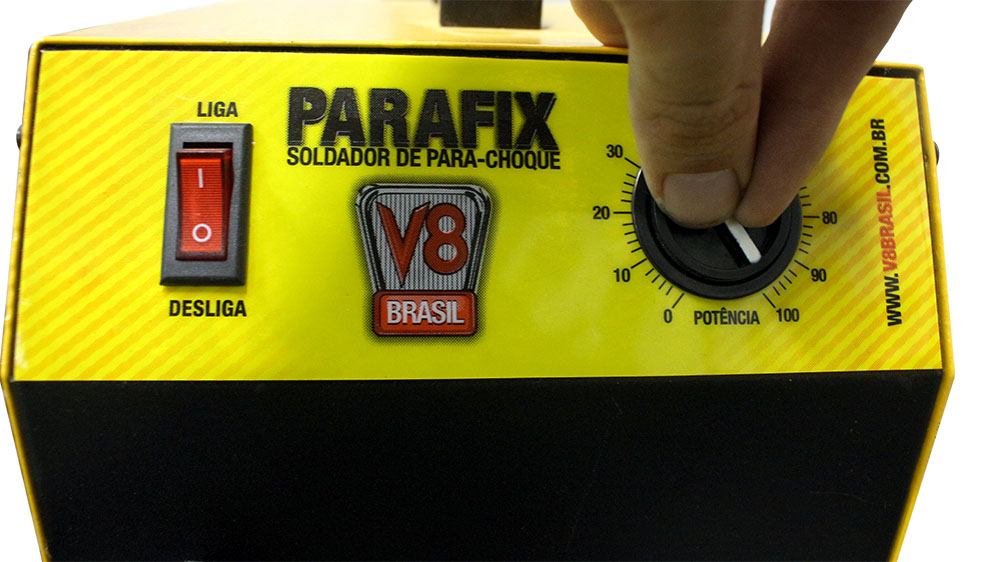 LIGA
I
O
DESLIGA
PARAFIX
SOLDADOR DE PARA-CHOQUE
V8
BRASIL
30
20
10
0
POTÊNCIA
80
90
100
WWW.V8BRASIL.COM.BR